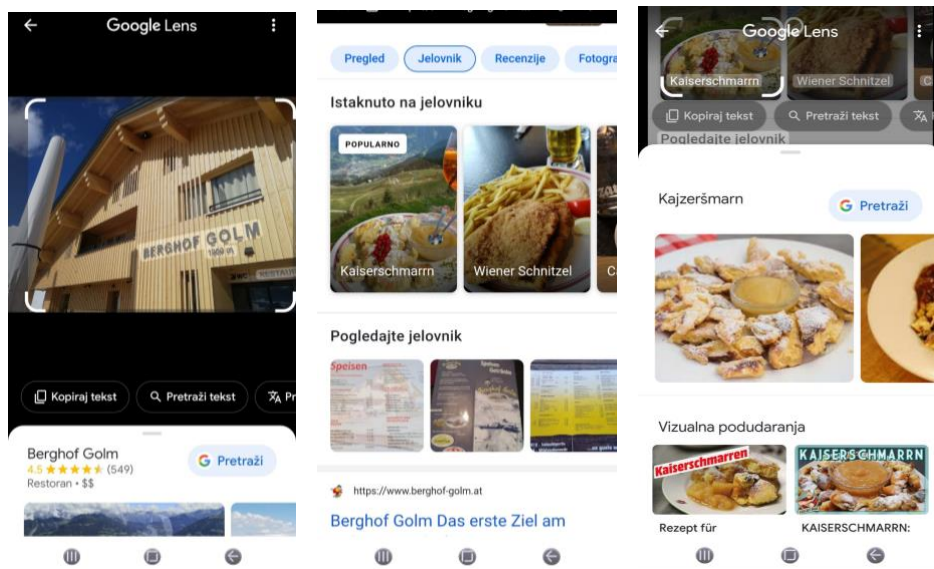 Google Lens
BERGHOF GOLM
RESTAU
Kopiraj tekst
Pretraži tekst
Pr
Berghof Golm
4.5 (549)
Restoran • $$
Pretraži
Pregled
Jelovnik
Recenzije
Fotogra
Istaknuto na jelovniku
POPULARNO
Kaiserschmarrn
Wiener Schnitzel
Pogledajte jelovnik
Speisen
https://www.berghof-golm.at
Berghof Golm Das erste Ziel am
Google Lens
Kaiserschmarrn
Wiener Schnitzel
Kopiraj tekst
Pretraži tekst
Pogledajte jelovnik
Kajzeršmarn
Pretraži
Vizualna podudaranja
Kaiserschmarren
KAISERSCHMARRN
Rezept für
KAISERSCHMARRN: